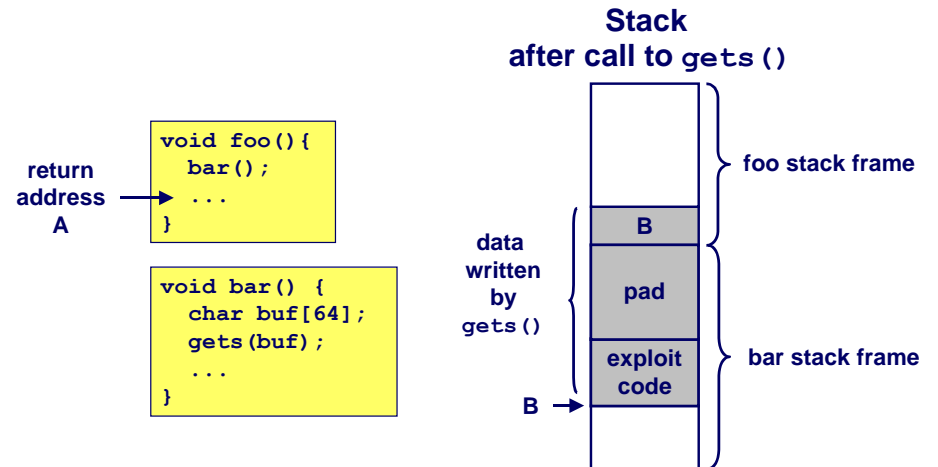 Stack
after call to gets()
return
address
A
void foo(){
bar();
...
}
void bar() {
char buf[64];
gets(buf);
...
}
data
written
by
gets()
B
pad
exploit
code
B
foo stack frame
bar stack frame